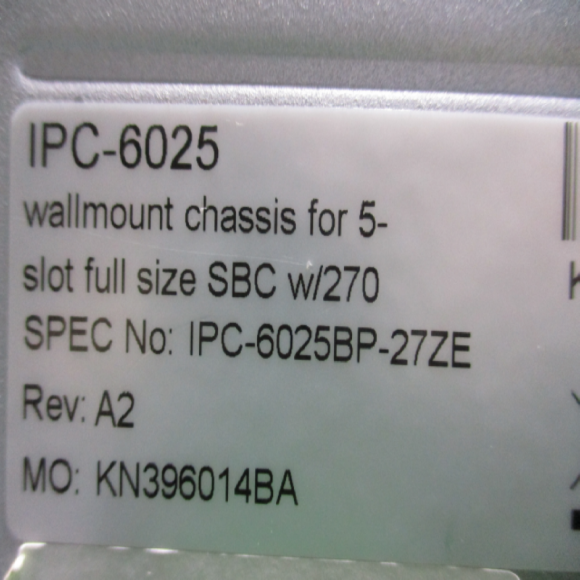 IPC-6025
wallmount chassis for 5-
slot full size SBC w/270
SPEC No: IPC-6025BP-27ZE
Rev: A2
MO: KN396014BA